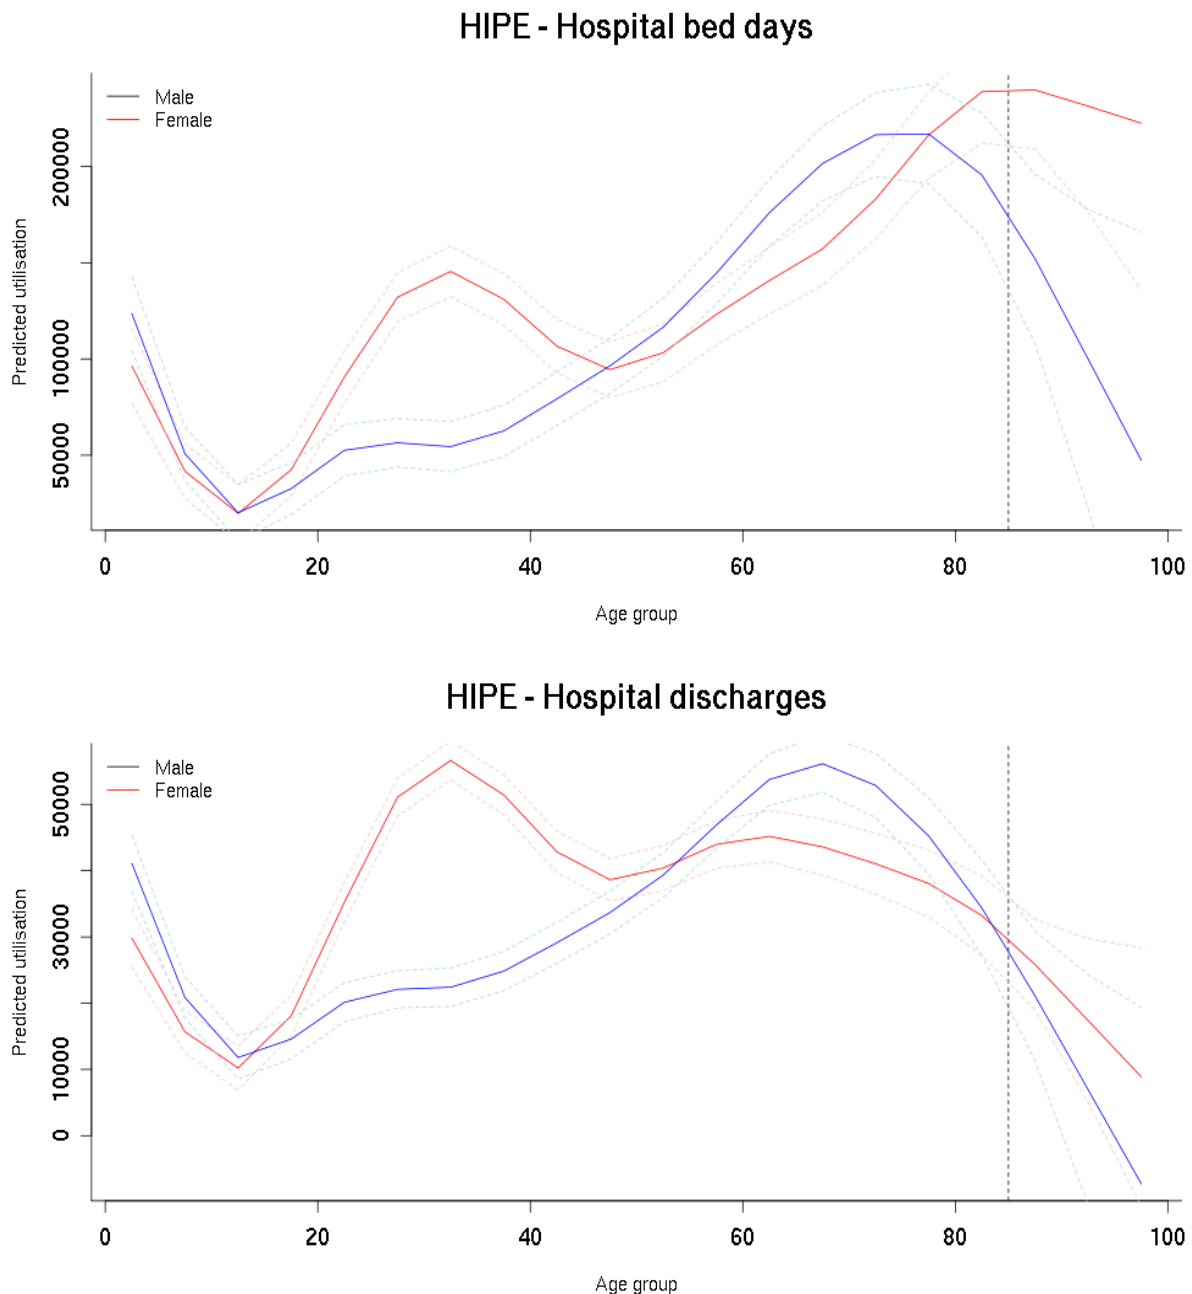 HIPE - Hospital bed days
Male
Female
Predicted utilisation
200000
100000
50000
0 20 40 60 80 100
Age group
HIPE - Hospital discharges
Male
Female
Predicted utilisation
50000
30000
10000
0
0 20 40 60 80 100
Age group